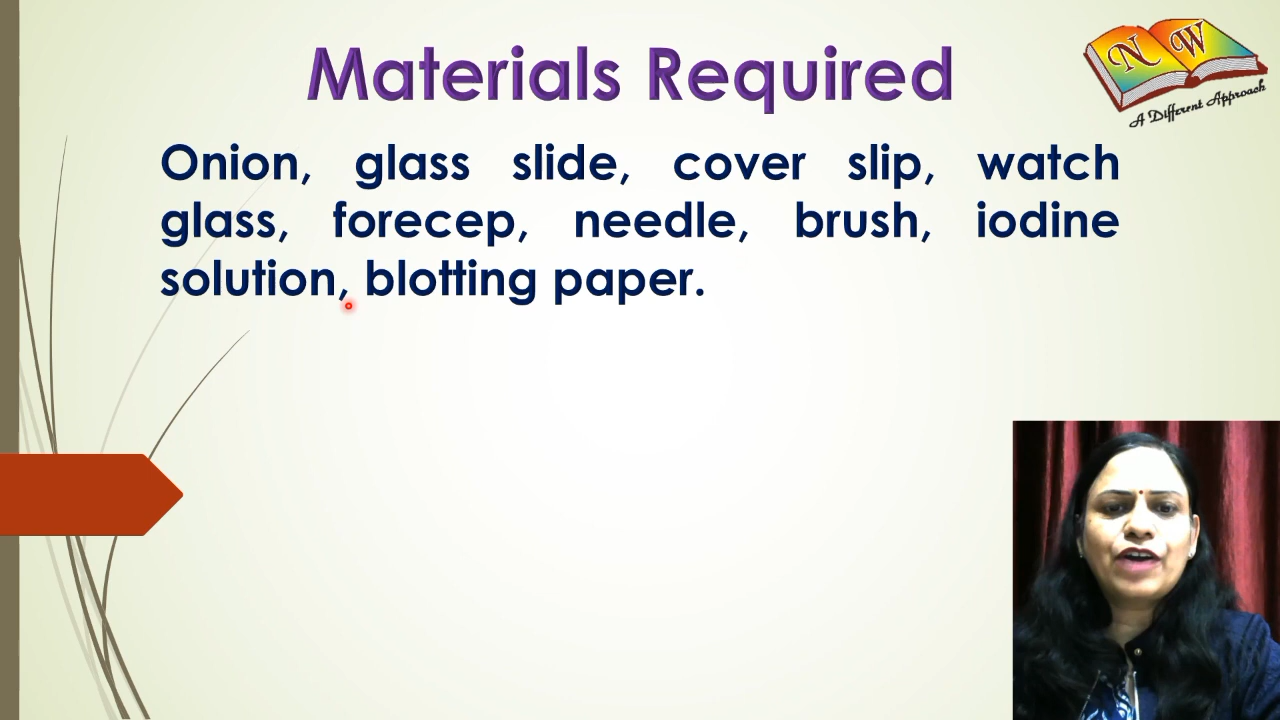 Materials Required
N W
A Different Approach
Onion, glass slide, cover slip, watch
glass, forecep, needle, brush, iodine
solution, blotting paper.